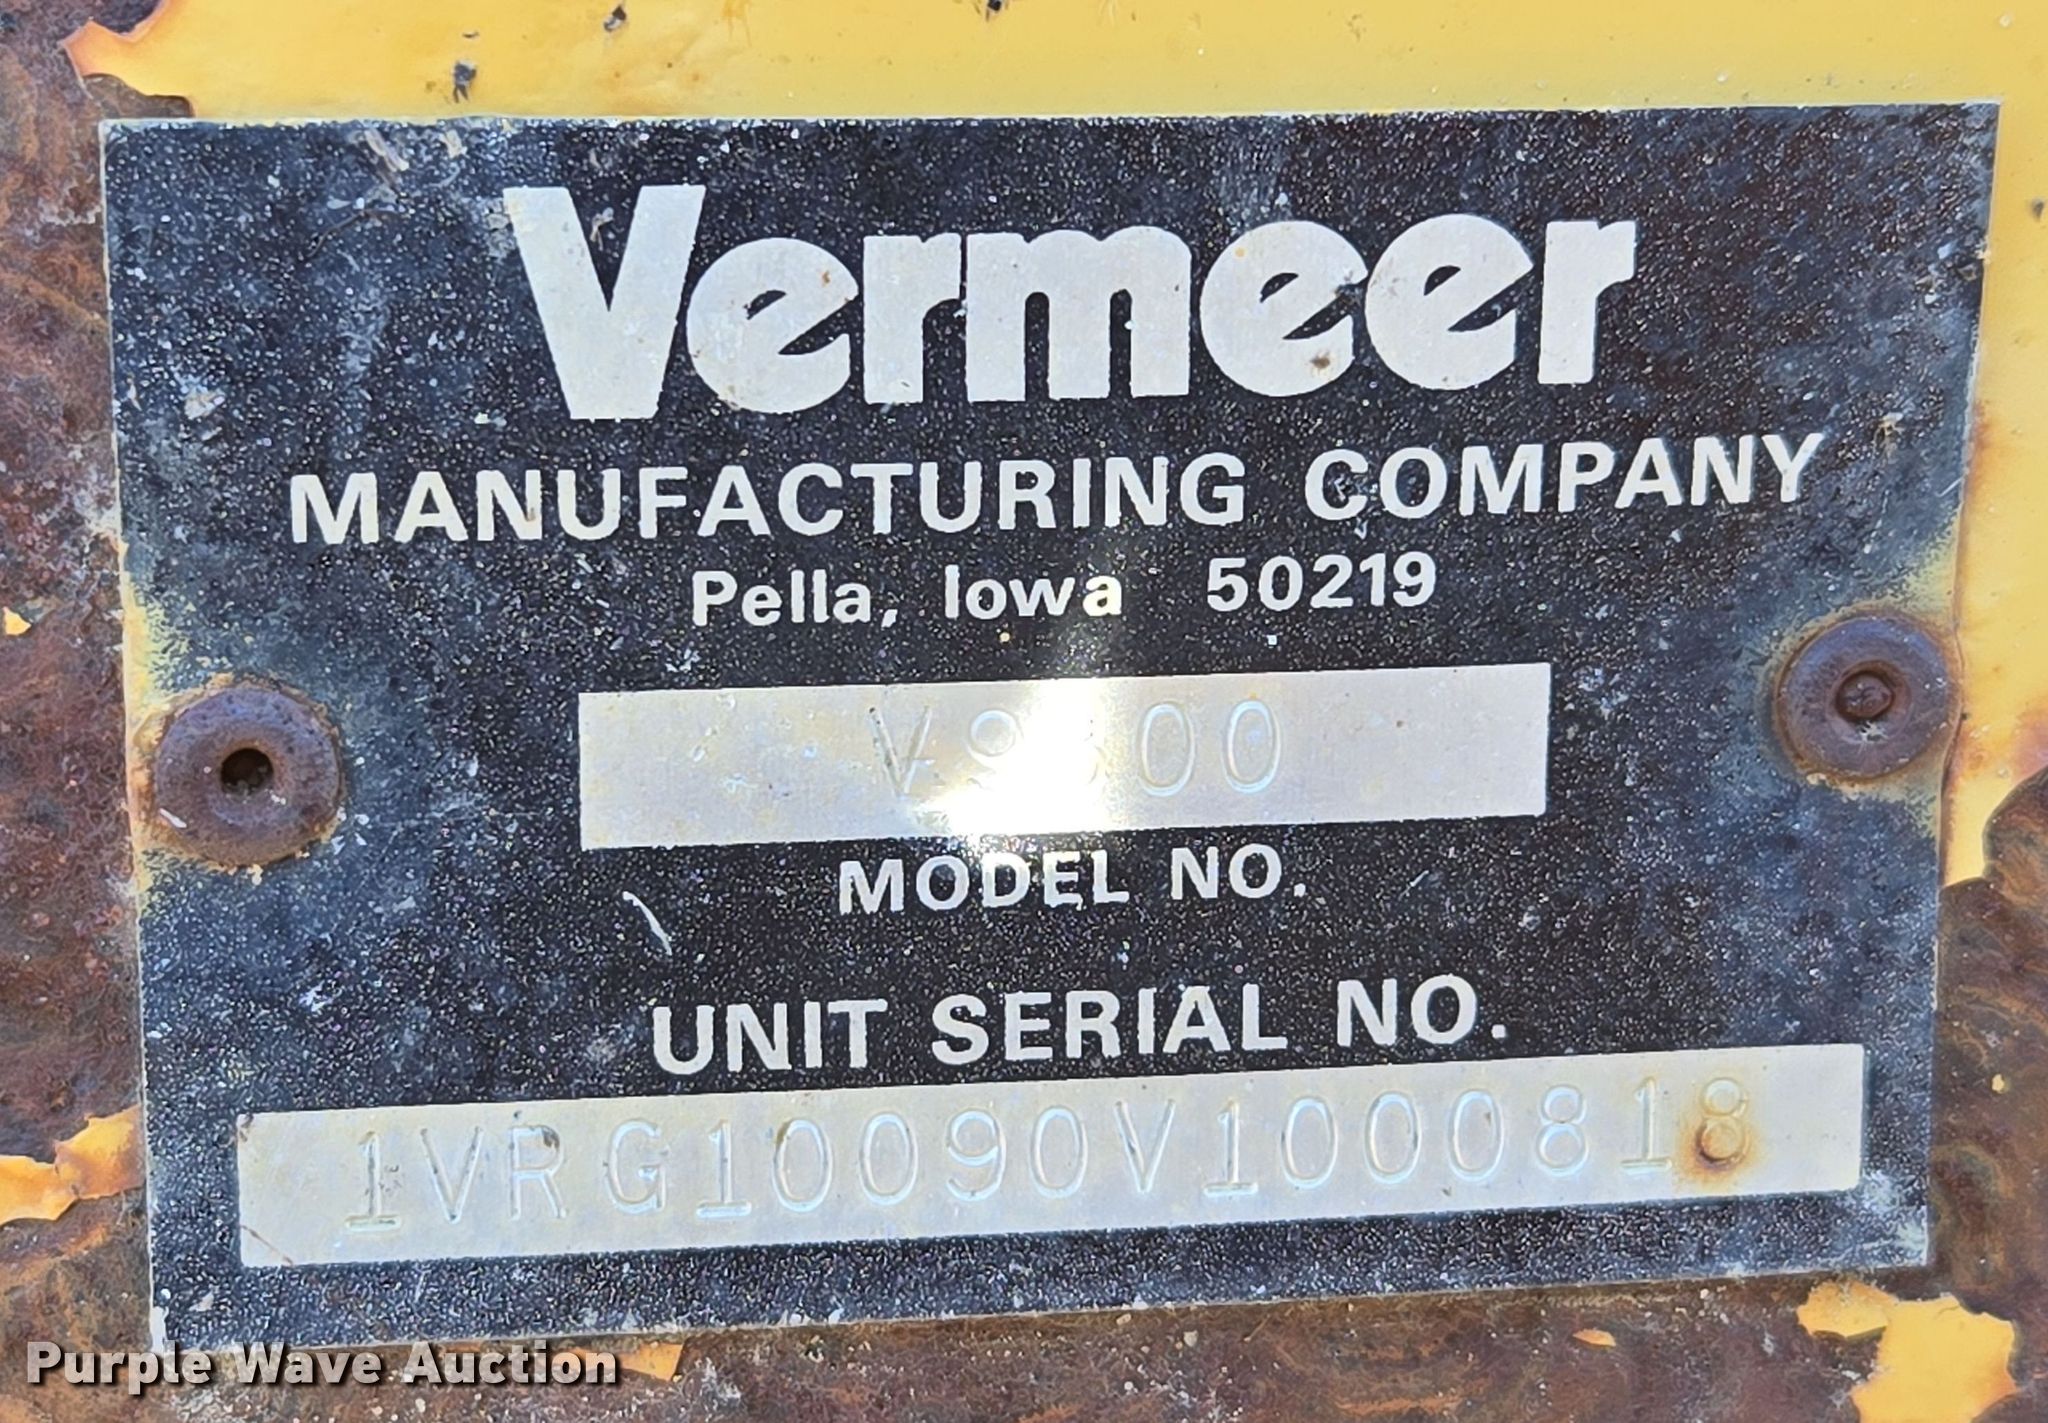 Vermeer
MANUFACTURING COMPANY
Pella, Iowa 50219
MODEL NO.
UNIT SERIAL NO.
1VRG10090V1000818
Purple Wave Auction